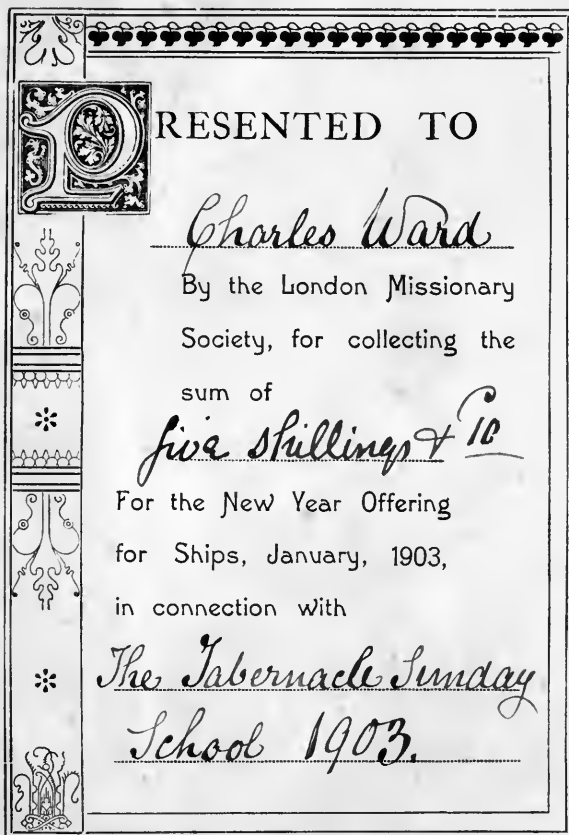 PRESENTED TO
Charles Ward
By the London Missionary
Society, for collecting the
sum of
five shillings &
For the New Year Offering
for Ships, January, 1903,
in connection with
The Tabernacle Sunday
School 1903.